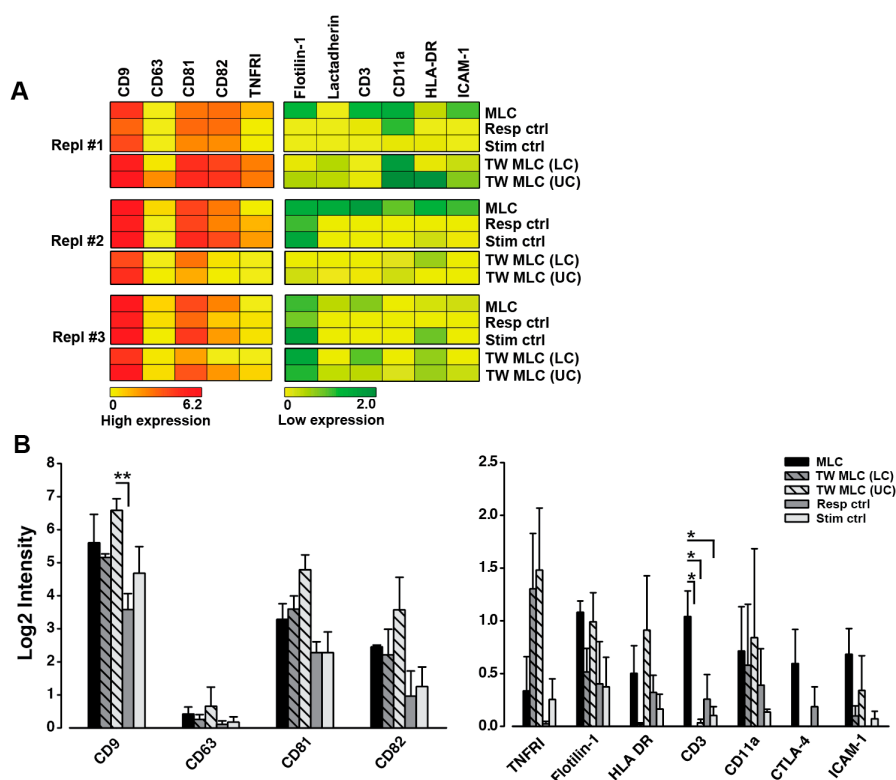 A
CD9
CD63
CD81
CD82
TNFRI
Flotilin-1
Lactadherin
CD3
CD11a
HLA-DR
ICAM-1
Repl #1
MLC
Resp ctrl
Stim ctrl
TW MLC (LC)
TW MLC (UC)
Repl #2
MLC
Resp ctrl
Stim ctrl
TW MLC (LC)
TW MLC (UC)
Repl #3
MLC
Resp ctrl
Stim ctrl
TW MLC (LC)
TW MLC (UC)
0 6.2
High expression
0 2.0
Low expression
B
Log2 Intensity
8
7
6
5
4
3
2
1
0
**
CD9
CD63
CD81
CD82
2.5
2.0
1.5
1.0
0.5
0.0
*
*
*
MLC
TW MLC (LC)
TW MLC (UC)
Resp ctrl
Stim ctrl
TNFRI
Flotilin-1
HLA DR
CD3
CD11a
CTLA-4
ICAM-1